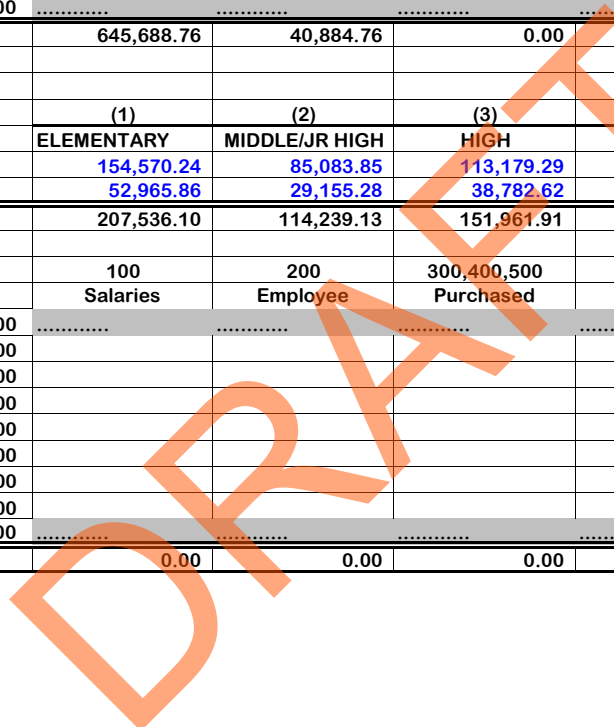 00 ............ ............ ............ ......
645,688.76 40,884.76 0.00
(1) (2) (3)
ELEMENTARY MIDDLE/JR HIGH HIGH
154,570.24 85,083.85 113,179.29
52,965.86 29,155.28 38,782.62
207,536.10 114,239.13 151,961.91
100 200 300,400,500
Salaries Employee Purchased
00 ............ ............ ............ ......
00
00
00
00
00
00
00
00 ............ ............ ............ ......
0.00 0.00 0.00
DRAFT